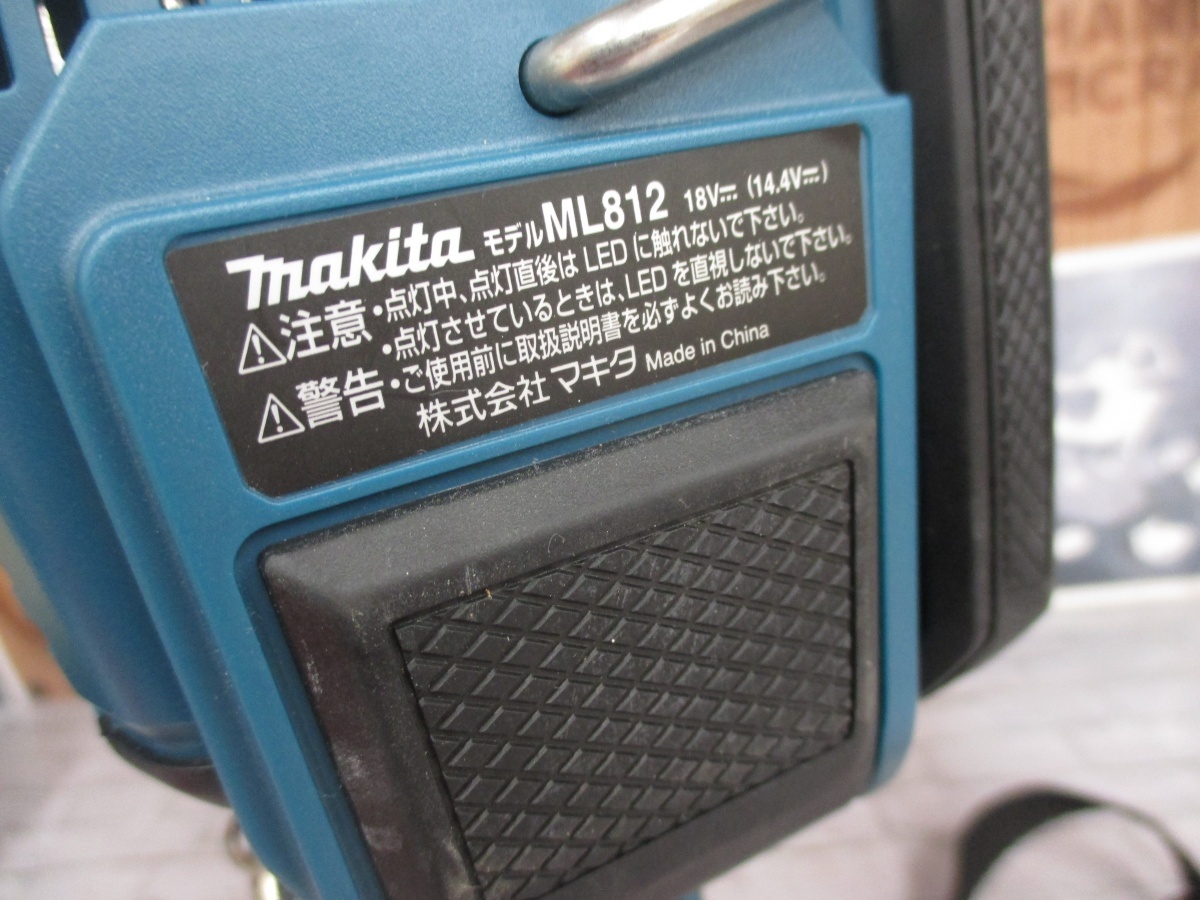 makita モデルML812 18V⎓ (14.4V⎓)
⚠注意 ・点灯中、点灯直後は LED に触れないで下さい。
・点灯させているときは、LED を直視しないで下さい。
⚠警告 ・ご使用前に取扱説明書を必ずよくお読み下さい。
株式会社 マキタ Made in China